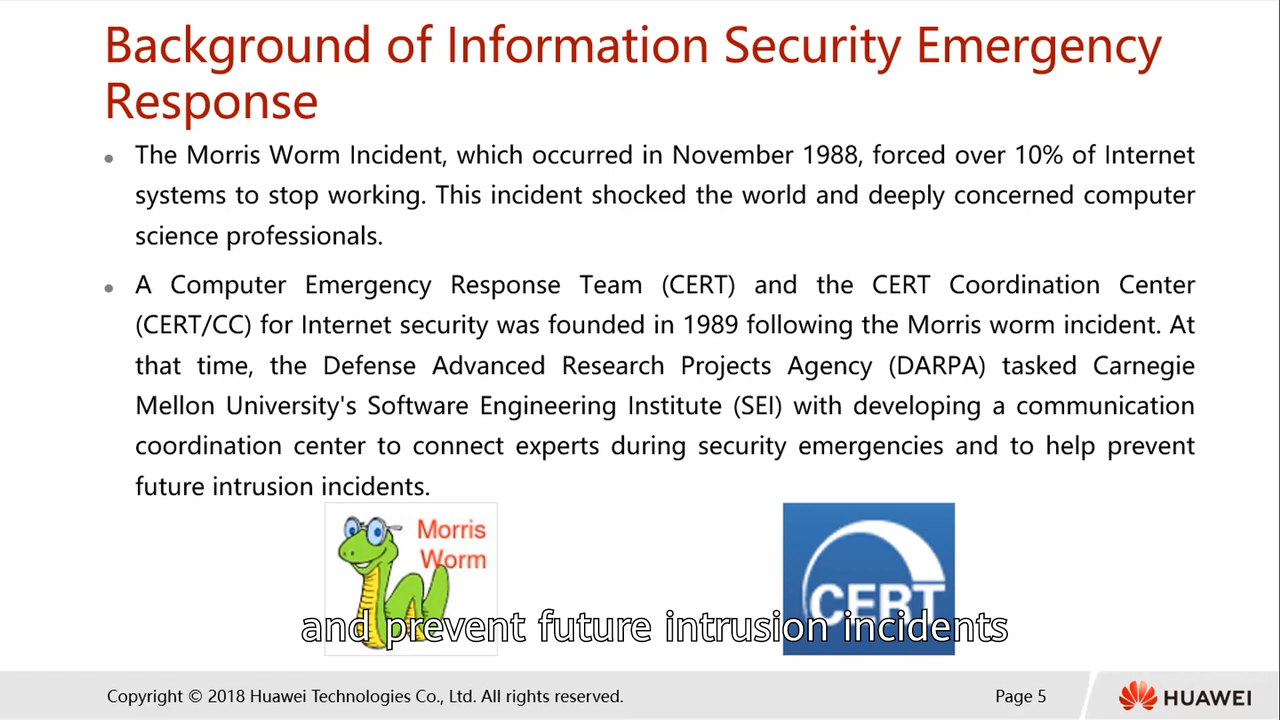 Background of Information Security Emergency
Response
The Morris Worm Incident, which occurred in November 1988, forced over 10% of Internet
systems to stop working. This incident shocked the world and deeply concerned computer
science professionals.
A Computer Emergency Response Team (CERT) and the CERT Coordination Center
(CERT/CC) for Internet security was founded in 1989 following the Morris worm incident. At
that time, the Defense Advanced Research Projects Agency (DARPA) tasked Carnegie
Mellon University's Software Engineering Institute (SEI) with developing a communication
coordination center to connect experts during security emergencies and to help prevent
future intrusion incidents.
Morris
Worm
CERT
and prevent future intrusion incidents
Copyright © 2018 Huawei Technologies Co., Ltd. All rights reserved.
Page 5
HUAWEI